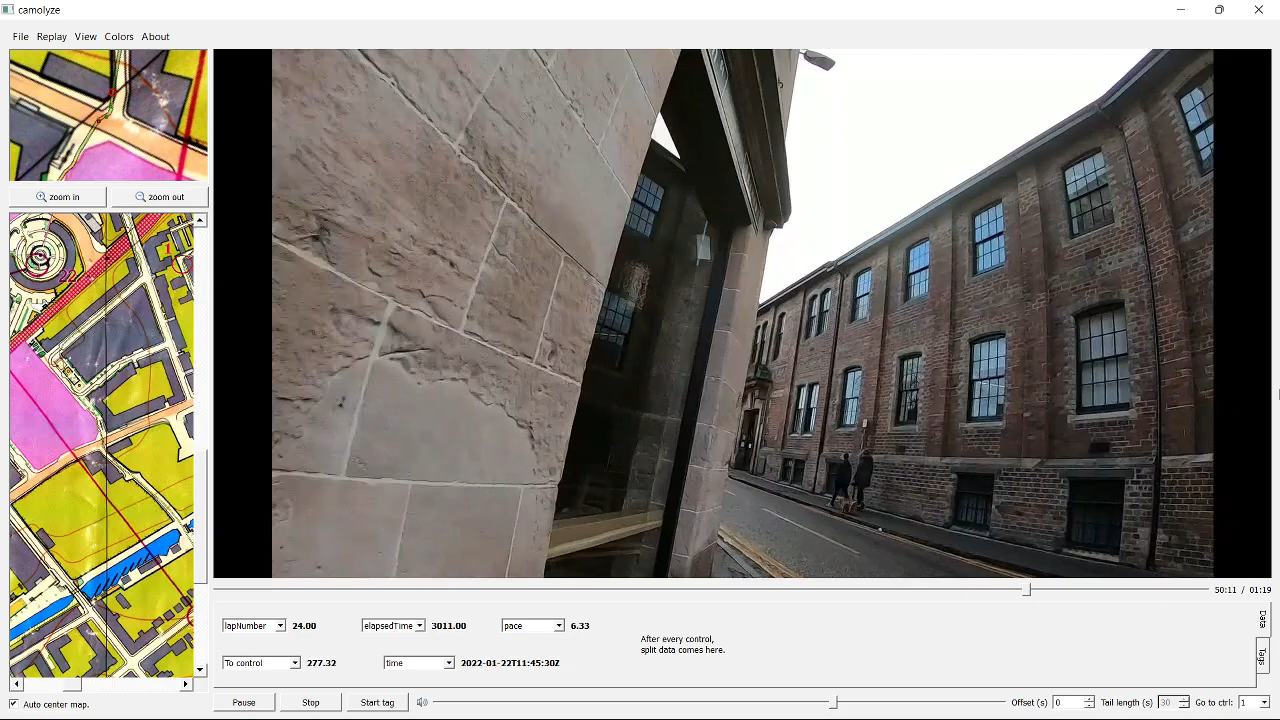 camolyze
File Replay View Colors About
zoom in zoom out
50:11 / 01:19
lapNumber 24.00 elapsedTime 3011.00 pace 6.33
After every control,
split data comes here.
To control 277.32 time 2022-01-22T11:45:30Z
Data
Tags
Auto center map.
Pause Stop Start tag Offset (s) 0 Tail length (s) 30 Go to ctrl: 1